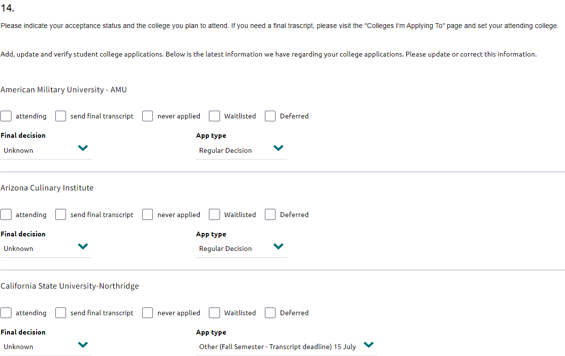 14.
Please indicate your acceptance status and the college you plan to attend. If you need a final trascript, please visit the "Colleges I'm Applying To" page and set your attending college.
Add, update and verify student college applications. Below is the latest information we have regarding your college applications. Please update or correct this information.
American Military University - AMU
attending send final transcript never applied Waitlisted Deferred
Final decision App type
Unknown Regular Decision
Arizona Culinary Institute
attending send final transcript never applied Waitlisted Deferred
Final decision App type
Unknown Regular Decision
California State University-Northridge
attending send final transcript never applied Waitlisted Deferred
Final decision App type
Unknown Other (Fall Semester - Transcript deadline) 15 July